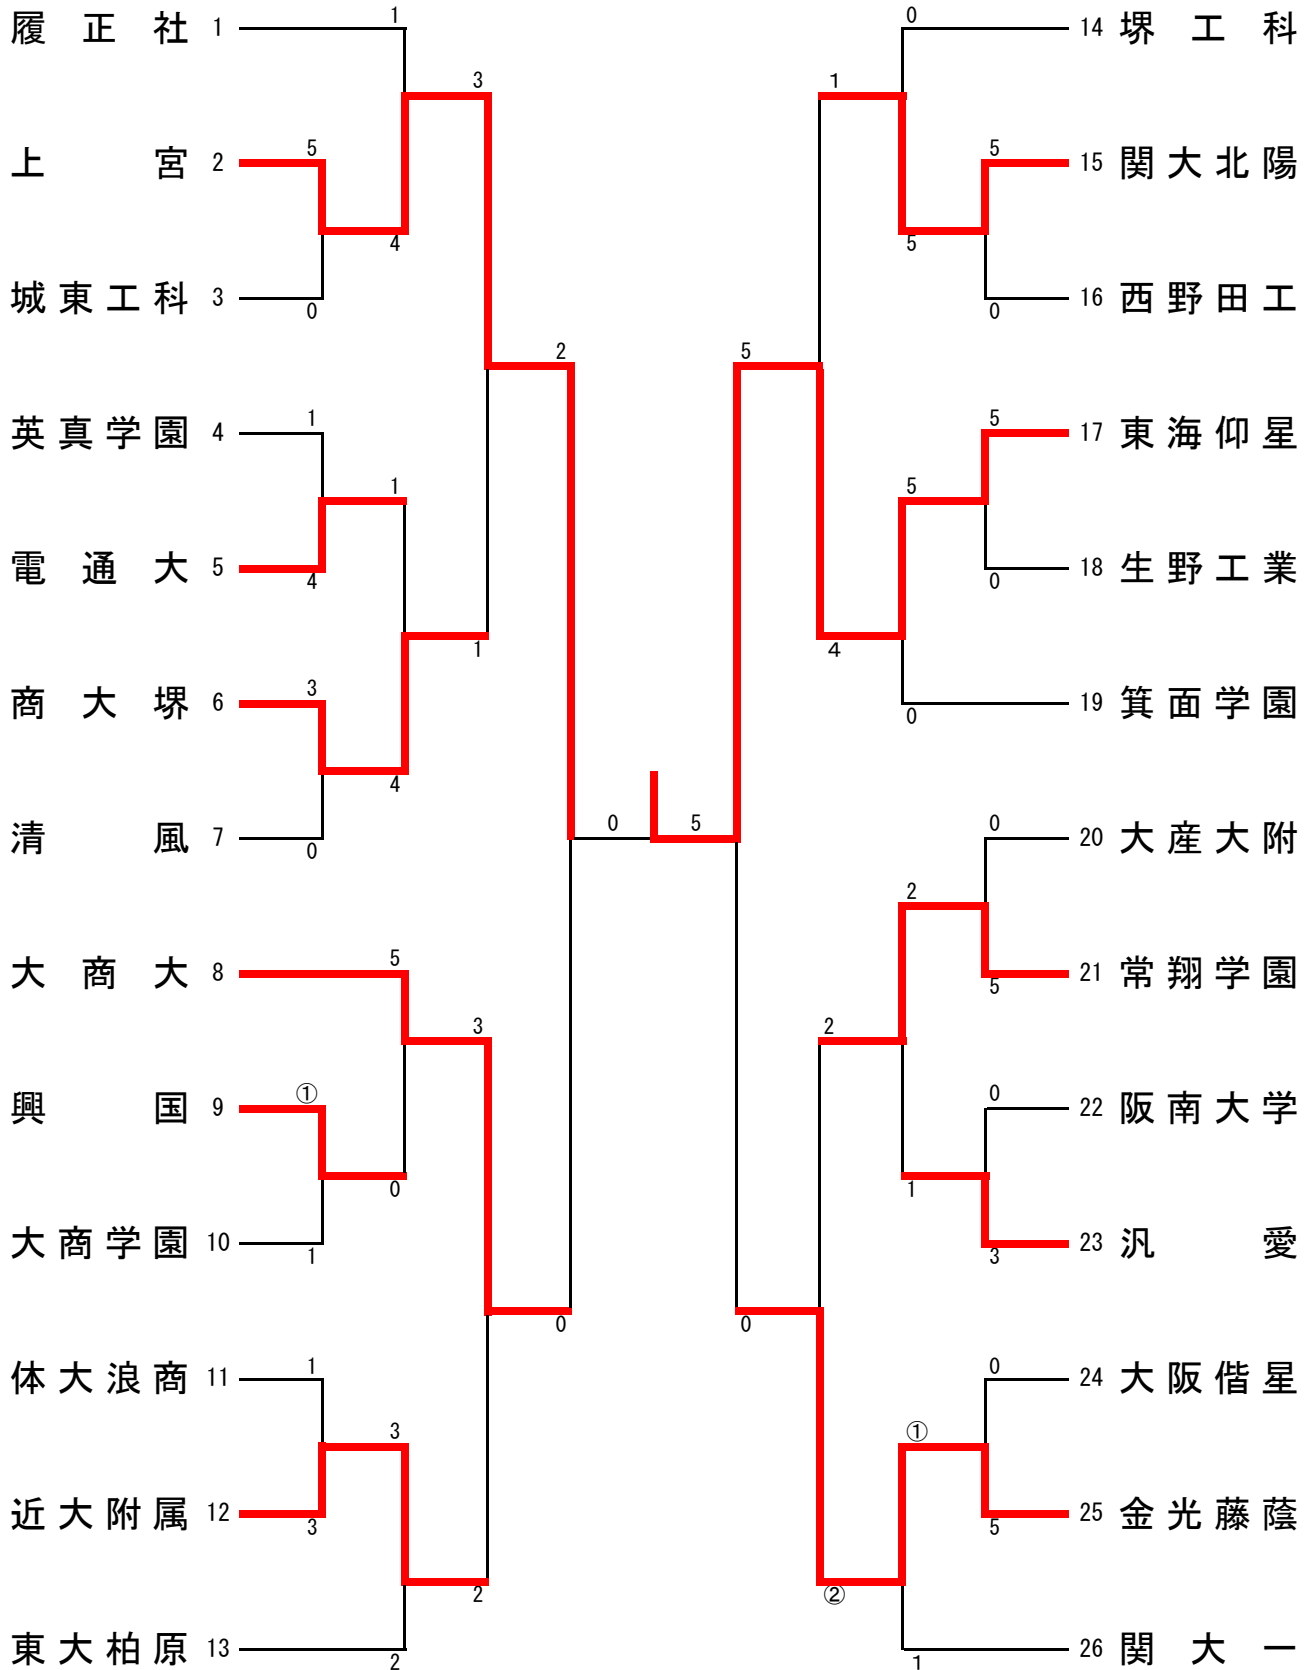 1 0
履正社 1 14 堺工科
3 1
5 5
上宮 2 15 関大北陽
4 5
城東工科 3 16 西野田工
0 0
2 5
1 5
英真学園 4 17 東海仰星
1 5
電通大 5 18 生野工業
4 0
1 4
3
商大堺 6 19 箕面学園
0
4
0 5 0
清風 7 20 大産大附
0
2
5
大商大 8 21 常翔学園
5
3 2
① 0
興国 9 22 阪南大学
0 1
大商学園 10 23 汎愛
1 3
0 0
1 0
体大浪商 11 24 大阪偕星
3 ①
近大附属 12 25 金光藤蔭
3 5
2 ②
東大柏原 13 26 関大一
2 1